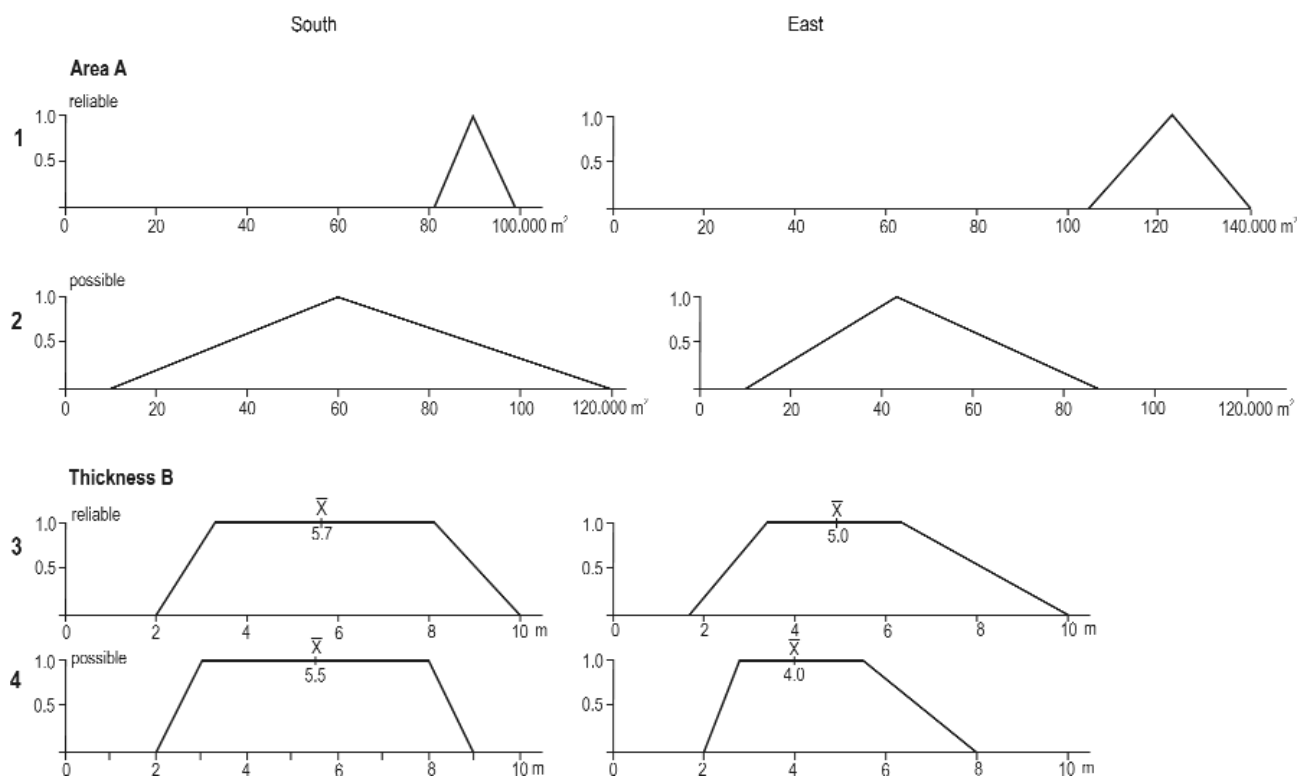 South East
Area A
reliable
1 1.0 1.0
0.5 0.5
0 20 40 60 80 100.000 m² 0 20 40 60 80 100 120 140.000 m²
possible
2 1.0 1.0
0.5 0.5
0 20 40 60 80 100 120.000 m² 0 20 40 60 80 100 120.000 m²
Thickness B
reliable X̅ X̅
3 1.0 5.7 1.0 5.0
0.5 0.5
0 2 4 6 8 10 m 0 2 4 6 8 10 m
possible X̅ X̅
4 1.0 5.5 1.0 4.0
0.5 0.5
0 2 4 6 8 10 m 0 2 4 6 8 10 m